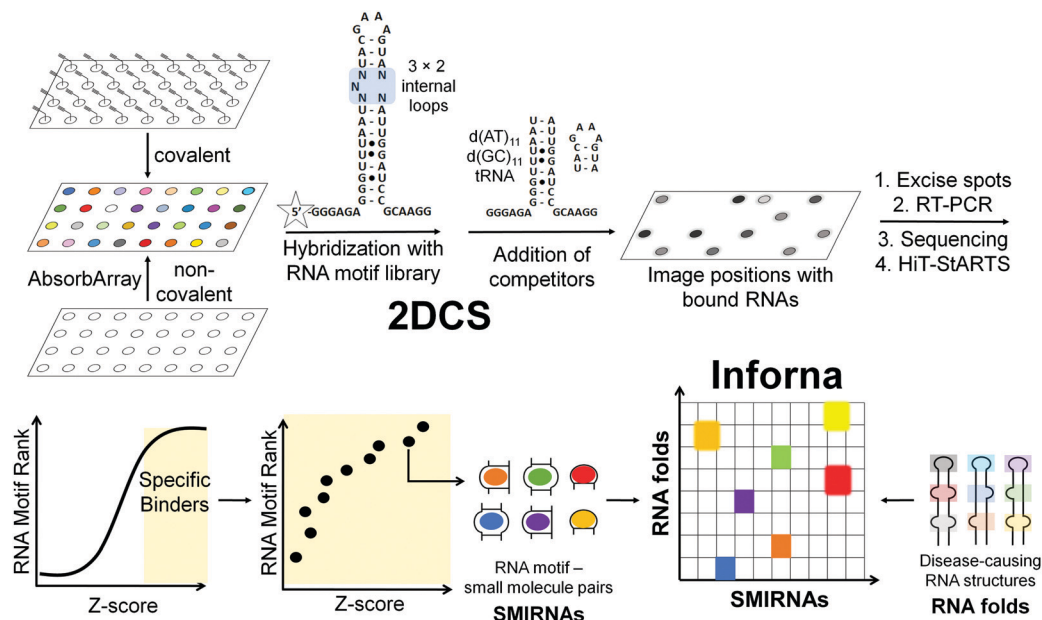 A
G A
C G
A - U
U - A
N N
N
N N
U - A
A - U
A - U
U • G
U • G
U - A
G • U
G - C
G - C
3 × 2
internal
loops
5'
-GGGAGA
GCAAGG
covalent
AbsorbArray
non-
covalent
Hybridization with
RNA motif library
d(AT)11
d(GC)11
tRNA
GGGAGA
GCAAGG
Addition of
competitors
2DCS
Image positions with
bound RNAs
1. Excise spots
2. RT-PCR
3. Sequencing
4. HiT-StARTS
RNA Motif Rank
Specific
Binders
Z-score
RNA Motif Rank
Z-score
RNA motif –
small molecule pairs
SMIRNAs
Inforna
RNA folds
SMIRNAs
Disease-causing
RNA structures
RNA folds